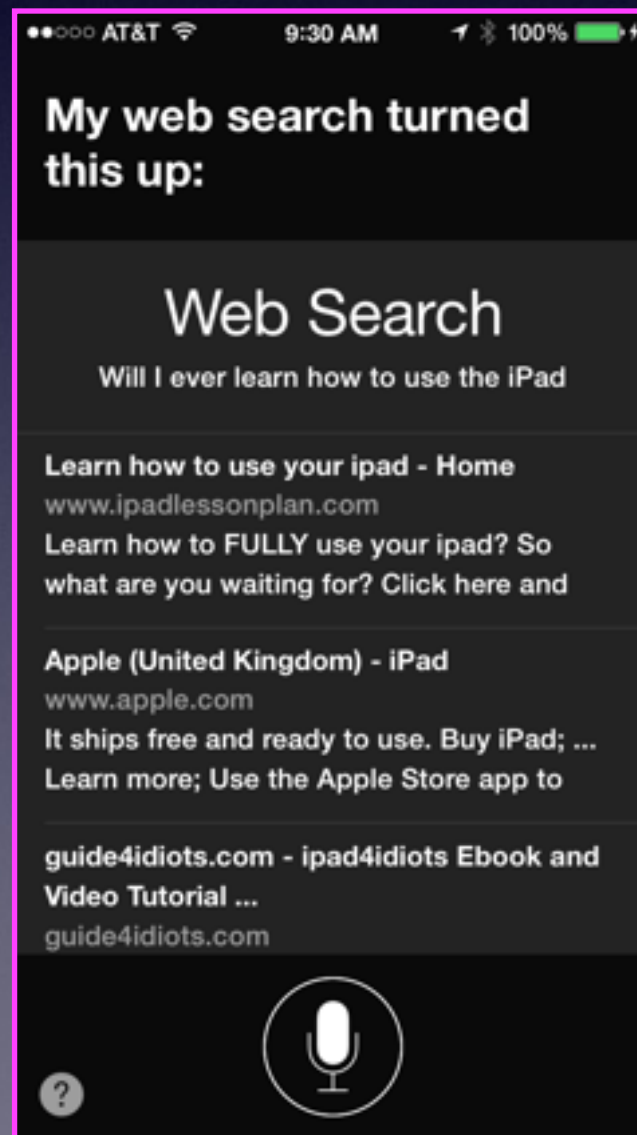 AT&T 9:30 AM 100%
My web search turned
this up:
Web Search
Will I ever learn how to use the iPad
Learn how to use your ipad - Home
www.ipadlessonplan.com
Learn how to FULLY use your ipad? So
what are you waiting for? Click here and
Apple (United Kingdom) - iPad
www.apple.com
It ships free and ready to use. Buy iPad; ...
Learn more; Use the Apple Store app to
guide4idiots.com - ipad4idiots Ebook and
Video Tutorial ...
guide4idiots.com
?